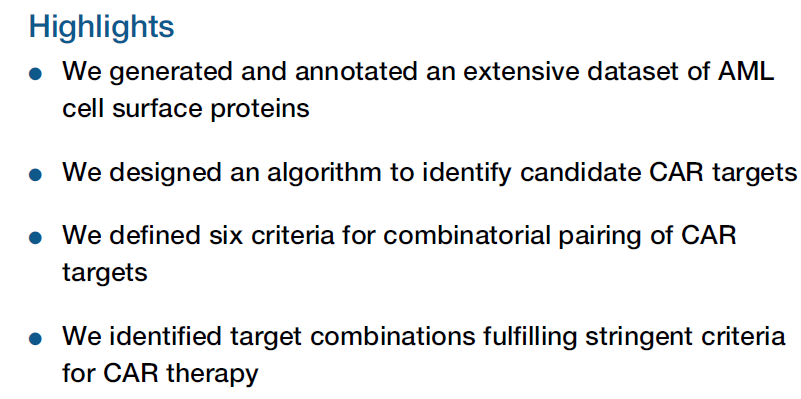 Highlights
● We generated and annotated an extensive dataset of AML
cell surface proteins
● We designed an algorithm to identify candidate CAR targets
● We defined six criteria for combinatorial pairing of CAR
targets
● We identified target combinations fulfilling stringent criteria
for CAR therapy